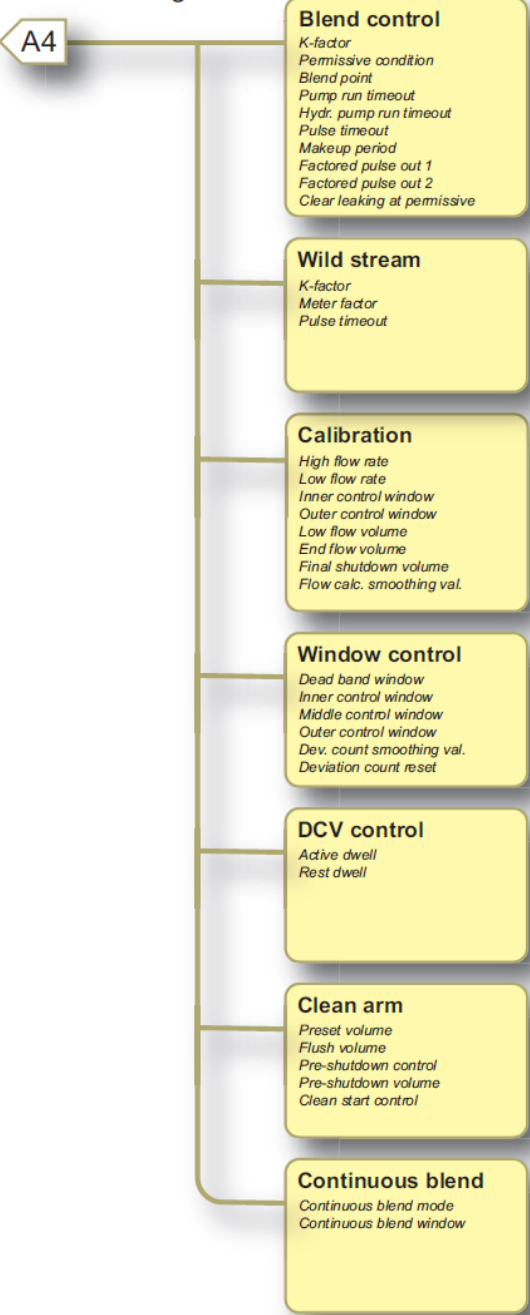 A4
Blend control
K-factor
Permissive condition
Blend point
Pump run timeout
Hydr. pump run timeout
Pulse timeout
Makeup period
Factored pulse out 1
Factored pulse out 2
Clear leaking at permissive
Wild stream
K-factor
Meter factor
Pulse timeout
Calibration
High flow rate
Low flow rate
Inner control window
Outer control window
Low flow volume
End flow volume
Final shutdown volume
Flow calc. smoothing val.
Window control
Dead band window
Inner control window
Middle control window
Outer control window
Dev. count smoothing val.
Deviation count reset
DCV control
Active dwell
Rest dwell
Clean arm
Preset volume
Flush volume
Pre-shutdown control
Pre-shutdown volume
Clean start control
Continuous blend
Continuous blend mode
Continuous blend window